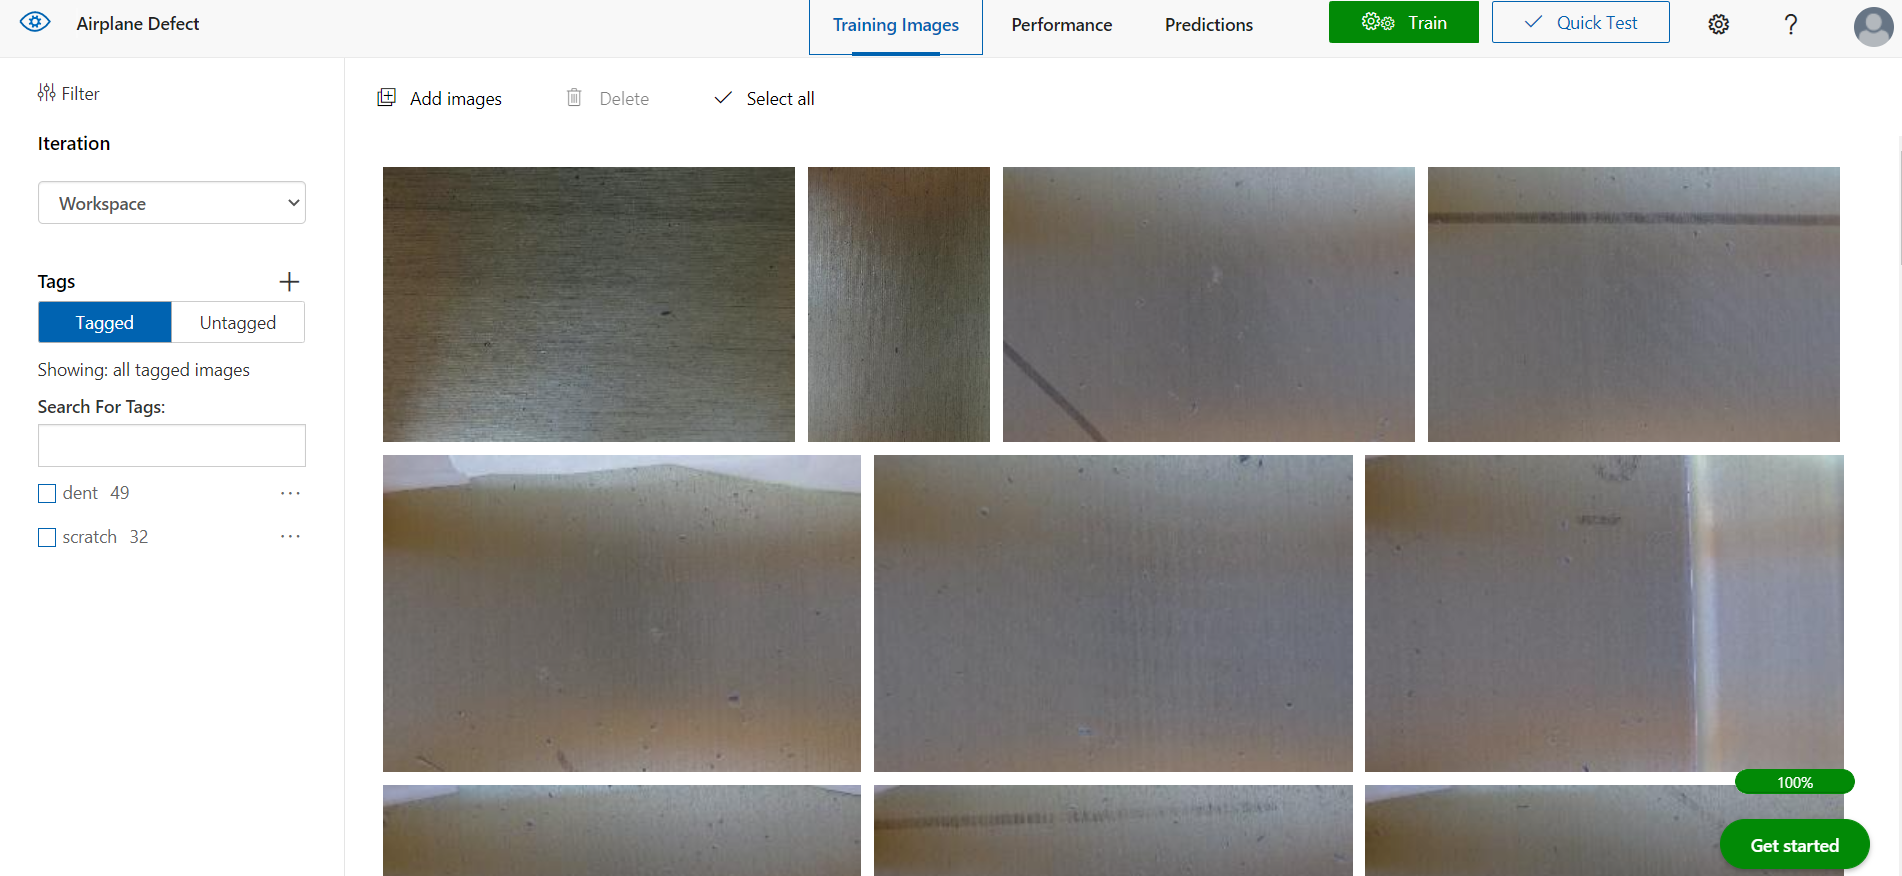 Airplane Defect
Training Images
Performance
Predictions
Train
Quick Test
?
Filter
Iteration
Workspace
Tags
Tagged
Untagged
Showing: all tagged images
Search For Tags:
dent 49
scratch 32
Add images
Delete
Select all
100%
Get started